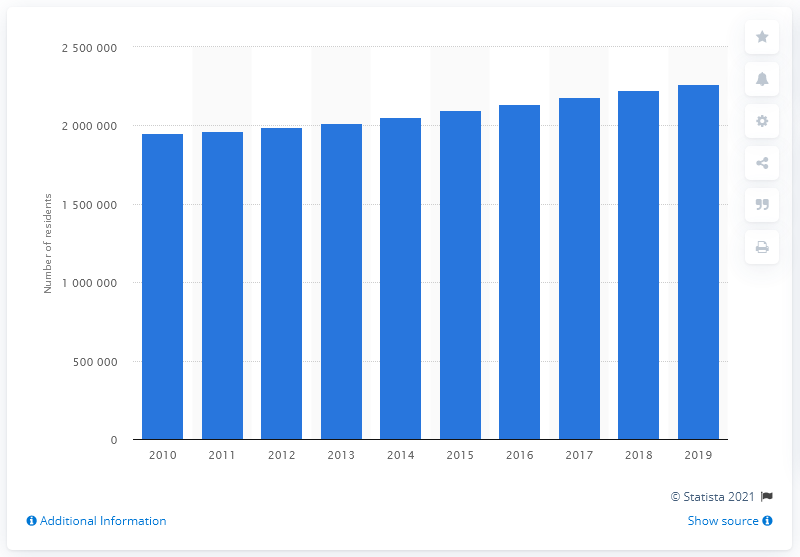 2 500 000
2 000 000
1 500 000
1 000 000
500 000
0
Number of residents
2010 2011 2012 2013 2014 2015 2016 2017 2018 2019
© Statista 2021
Additional Information
Show source